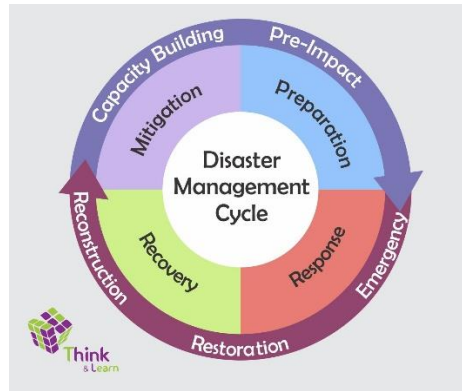 Capacity Building
Pre-Impact
Mitigation
Preparation
Disaster
Management
Cycle
Recovery
Response
Reconstruction
Emergency
Restoration
Think
& Learn